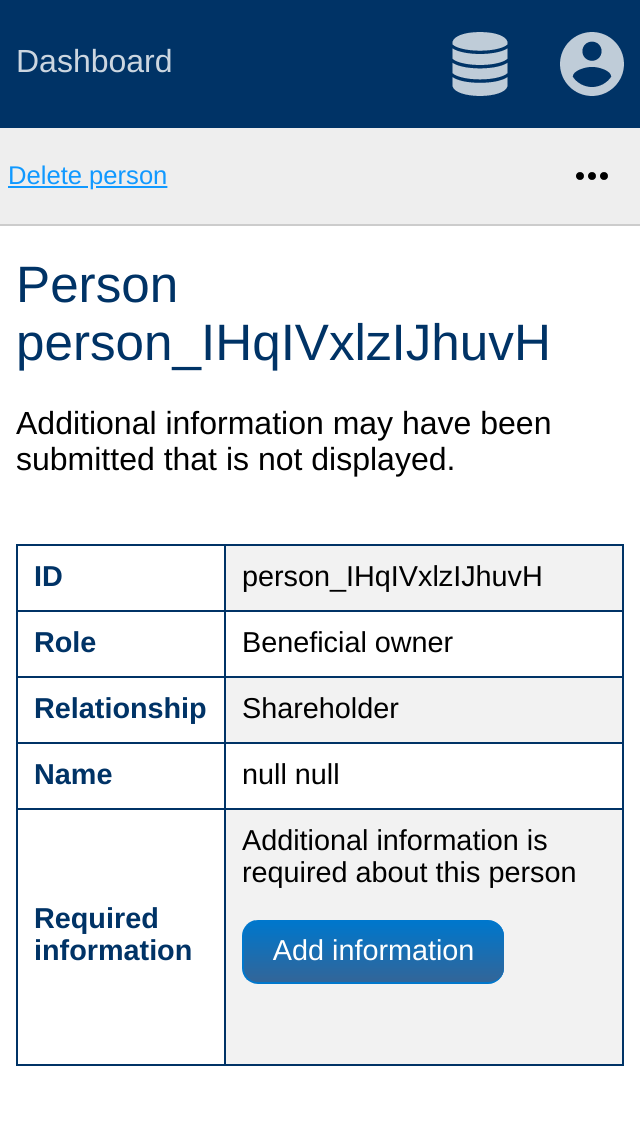 Dashboard
Delete person
Person
person_IHqIVxlzIJhuvH
Additional information may have been
submitted that is not displayed.
ID
person_IHqIVxlzIJhuvH
Role
Beneficial owner
Relationship
Shareholder
Name
null null
Required
information
Additional information is
required about this person
Add information